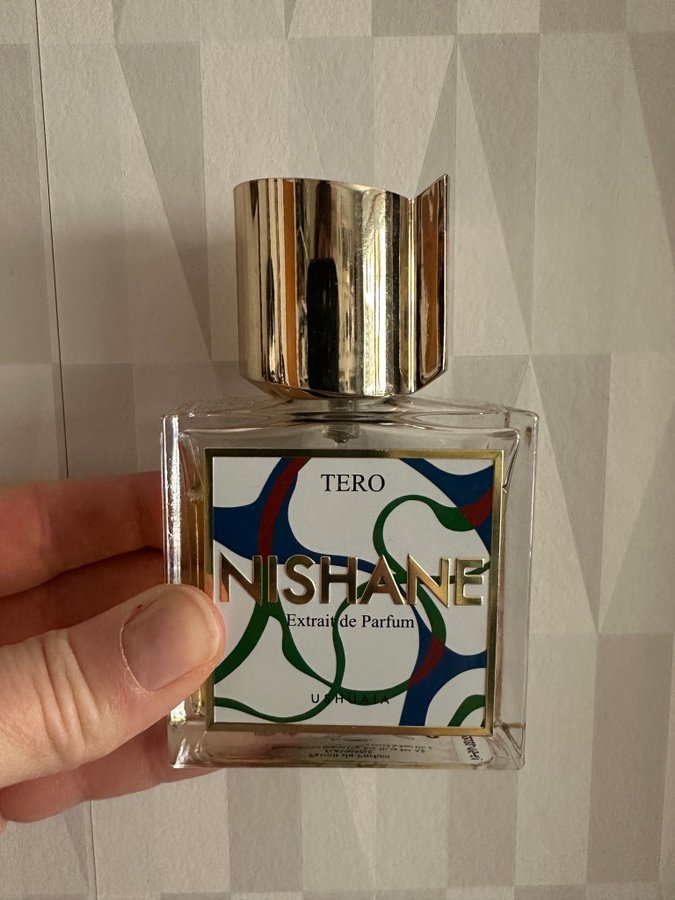 TERO
NISHANE
Extrait de Parfum
USHUAIA